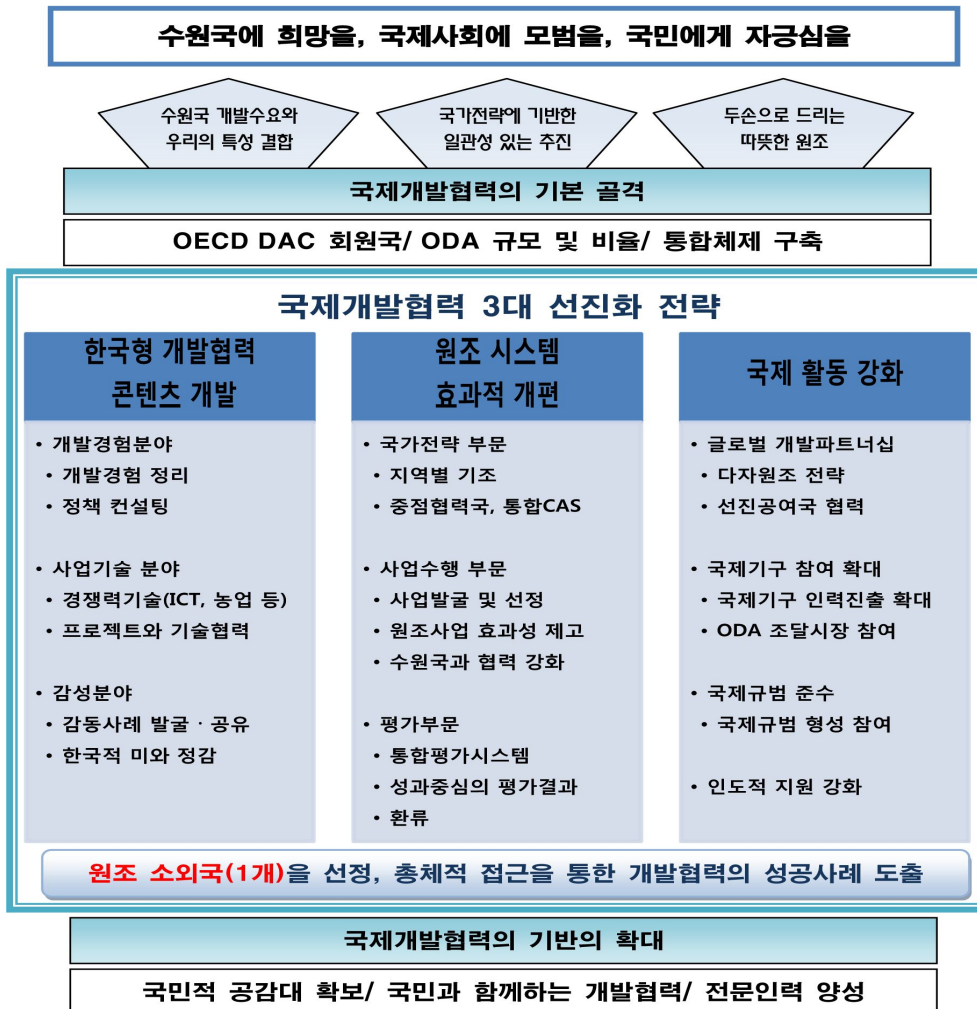 수원국에 희망을, 국제사회에 모범을, 국민에게 자긍심을
수원국 개발수요와
우리의 특성 결합
국가전략에 기반한
일관성 있는 추진
두손으로 드리는
따뜻한 원조
국제개발협력의 기본 골격
OECD DAC 회원국/ ODA 규모 및 비율/ 통합체제 구축
국제개발협력 3대 선진화 전략
한국형 개발협력
콘텐츠 개발
• 개발경험분야
• 개발경험 정리
• 정책 컨설팅
• 사업기술 분야
• 경쟁력기술(ICT, 농업 등)
• 프로젝트와 기술협력
• 감성분야
• 감동사례 발굴 · 공유
• 한국적 미와 정감
원조 시스템
효과적 개편
• 국가전략 부문
• 지역별 기조
• 중점협력국, 통합CAS
• 사업수행 부문
• 사업발굴 및 선정
• 원조사업 효과성 제고
• 수원국과 협력 강화
• 평가부문
• 통합평가시스템
• 성과중심의 평가결과
• 환류
국제 활동 강화
• 글로벌 개발파트너십
• 다자원조 전략
• 선진공여국 협력
• 국제기구 참여 확대
• 국제기구 인력진출 확대
• ODA 조달시장 참여
• 국제규범 준수
• 국제규범 형성 참여
• 인도적 지원 강화
원조 소외국(1개)을 선정, 총체적 접근을 통한 개발협력의 성공사례 도출
국제개발협력의 기반의 확대
국민적 공감대 확보/ 국민과 함께하는 개발협력/ 전문인력 양성